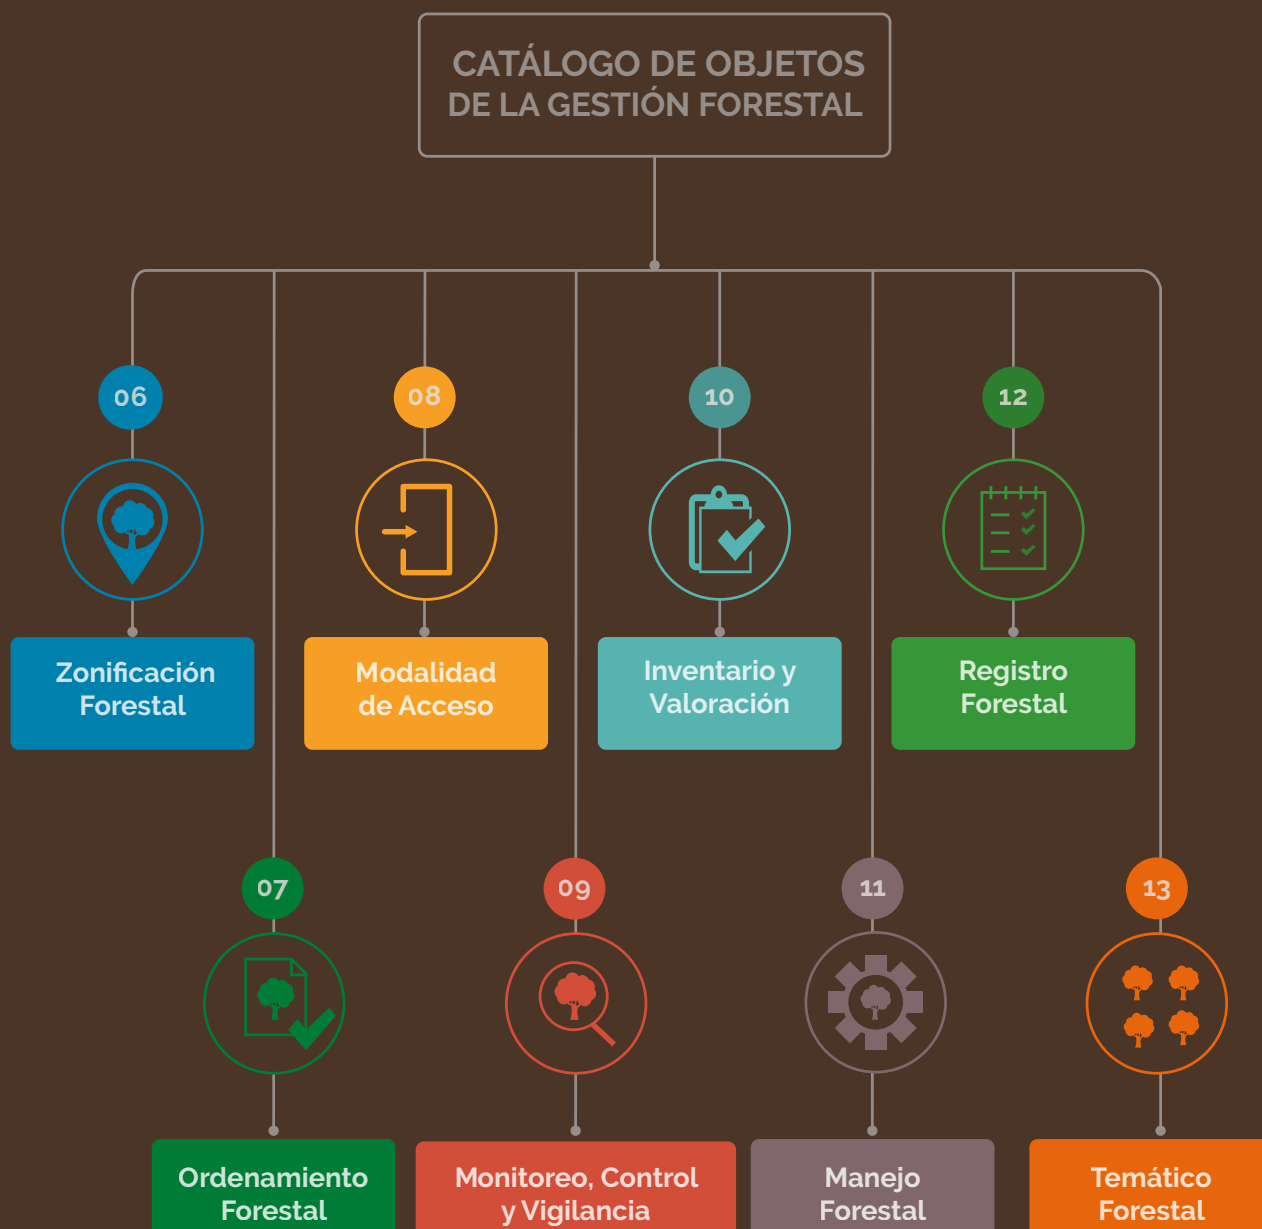 CATÁLOGO DE OBJETOS
DE LA GESTIÓN FORESTAL
06
08
10
12
Zonificación
Forestal
Modalidad
de Acceso
Inventario y
Valoración
Registro
Forestal
07
09
11
13
Ordenamiento
Forestal
Monitoreo, Control
y Vigilancia
Manejo
Forestal
Temático
Forestal